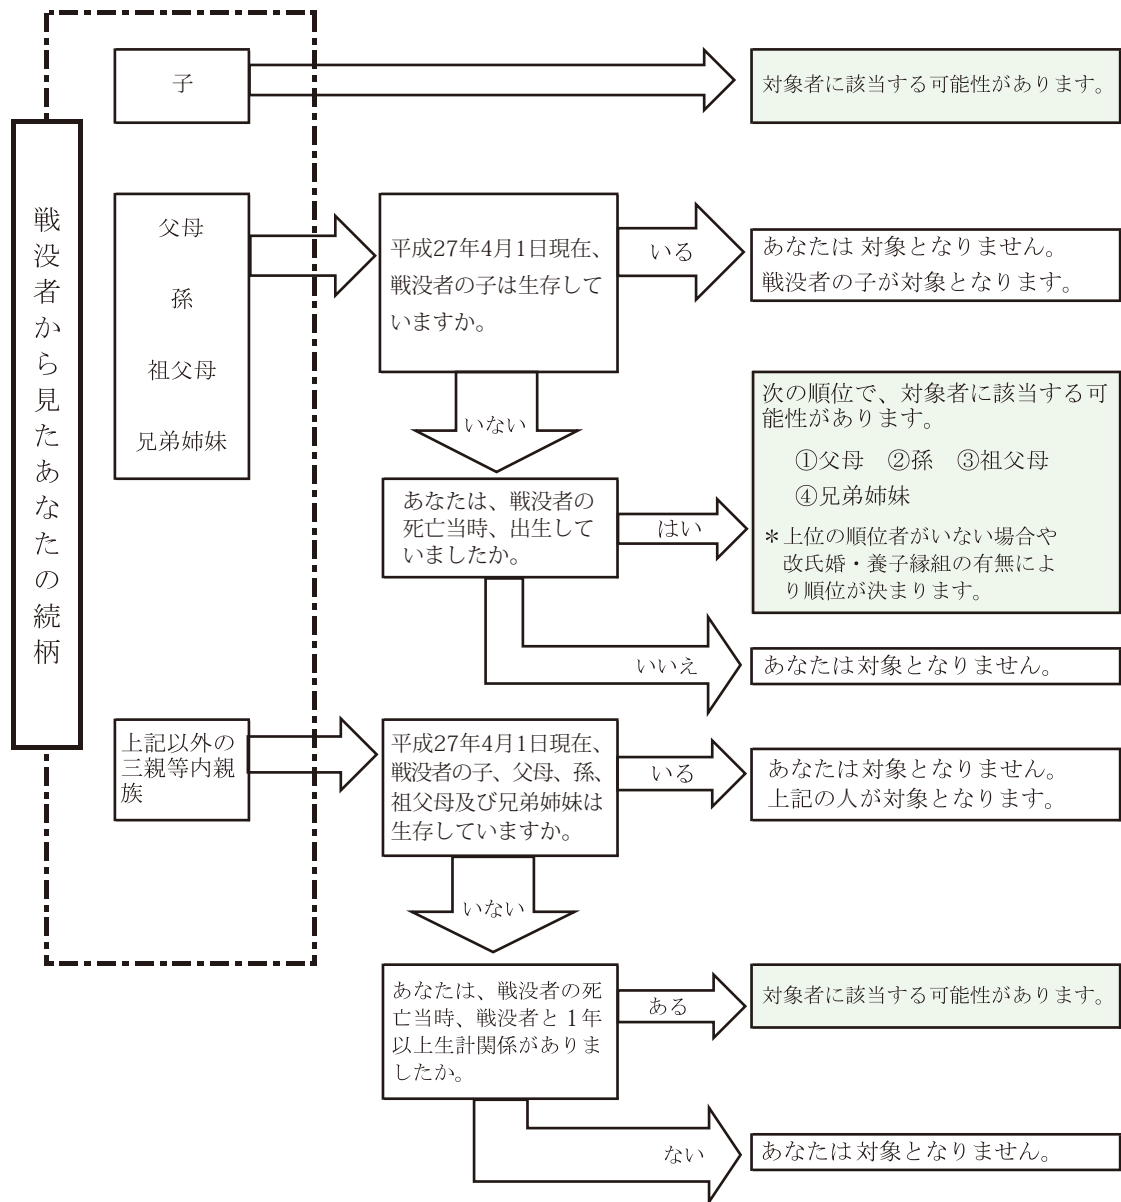 戦没者から見たあなたの続柄
子
対象者に該当する可能性があります。
父母
孫
祖父母
兄弟姉妹
平成27年4月1日現在、
戦没者の子は生存して
いますか。
いる
あなたは 対象となりません。
戦没者の子が対象となります。
いない
あなたは、戦没者の
死亡当時、出生して
いましたか。
はい
次の順位で、対象者に該当する可
能性があります。
①父母 ②孫 ③祖父母
④兄弟姉妹
＊上位の順位者がいない場合や
改氏婚・養子縁組の有無によ
り順位が決まります。
いいえ
あなたは対象となりません。
上記以外の
三親等内親
族
平成27年4月1日現在、
戦没者の子、父母、孫、
祖父母及び兄弟姉妹は
生存していますか。
いる
あなたは対象となりません。
上記の人が対象となります。
いない
あなたは、戦没者の死
亡当時、戦没者と１年
以上生計関係がありま
したか。
ある
対象者に該当する可能性があります。
ない
あなたは対象となりません。